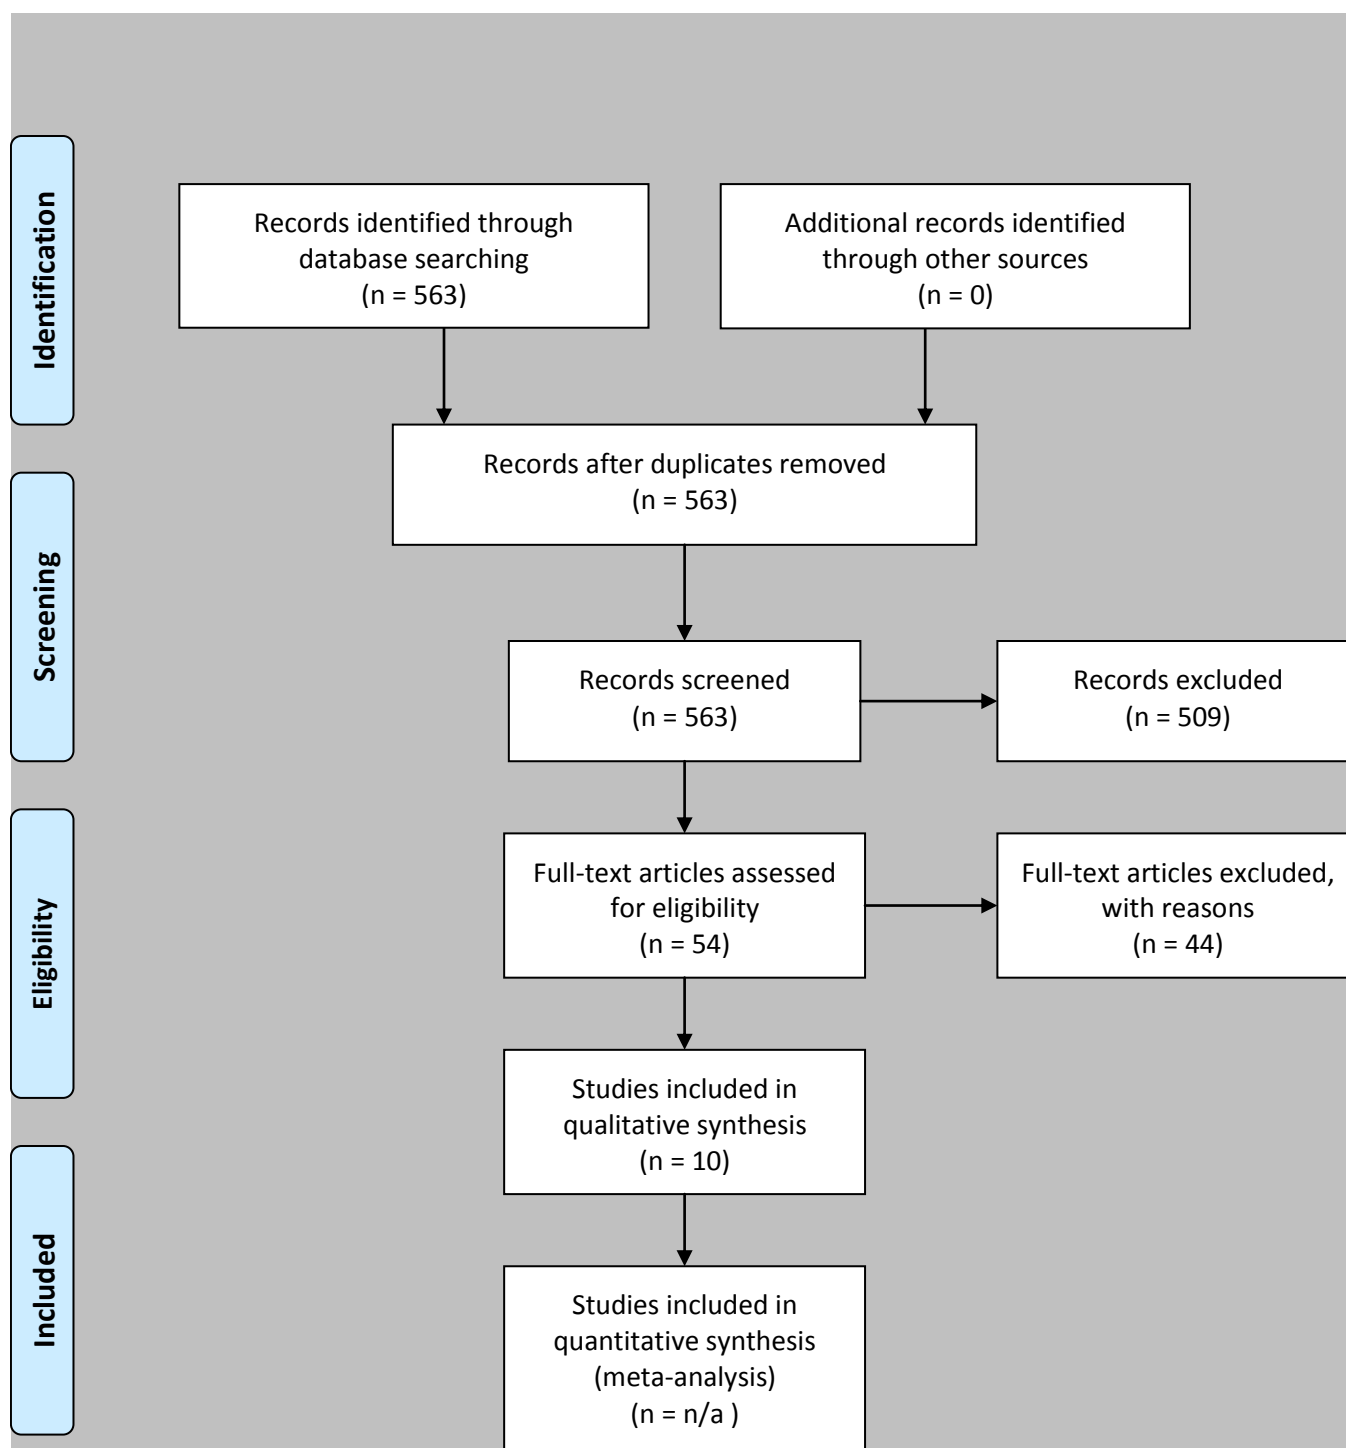 Identification
Records identified through
database searching
(n = 563)
Additional records identified
through other sources
(n = 0)
Records after duplicates removed
(n = 563)
Screening
Records screened
(n = 563)
Records excluded
(n = 509)
Eligibility
Full-text articles assessed
for eligibility
(n = 54)
Full-text articles excluded,
with reasons
(n = 44)
Studies included in
qualitative synthesis
(n = 10)
Included
Studies included in
quantitative synthesis
(meta-analysis)
(n = n/a )